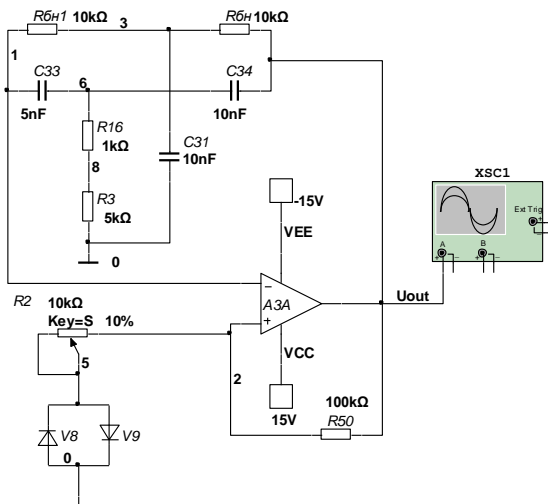 Rбн1 10kΩ
3
Rбн 10kΩ
1
C33
5nF
6
C34
10nF
R16
1kΩ
8
C31
10nF
R3
5kΩ
0
XSC1
Ext Trig
+
–
A
B
+ –
+ –
-15V
VEE
R2
10kΩ
Key=S 10%
A3A
–
+
Uout
5
2
VCC
15V
100kΩ
R50
V8
V9
0